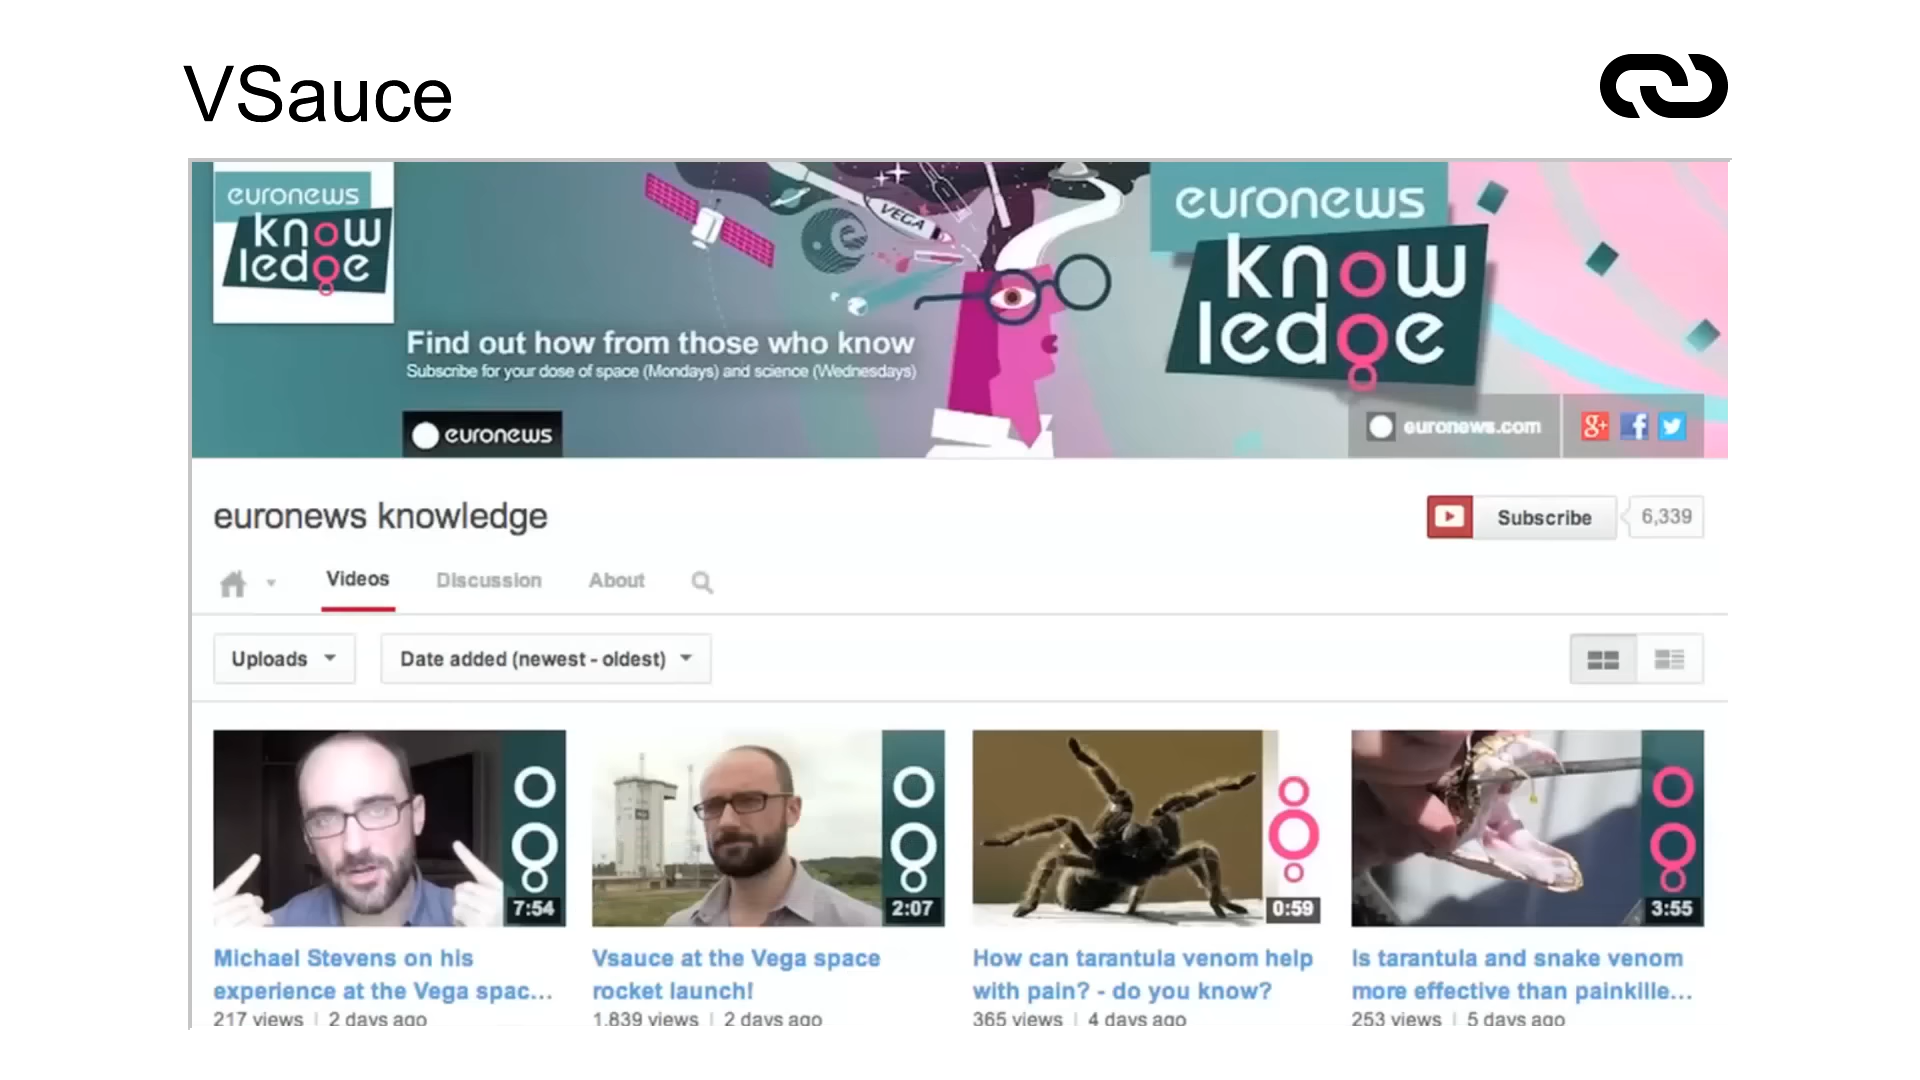 VSauce
euronews
know
ledge
VEGA
Find out how from those who know
Subscribe for your dose of space (Mondays) and science (Wednesdays)
euronews
euronews
know
ledge
euronews.com
g+ f
euronews knowledge
Subscribe 6,339
Videos Discussion About
Uploads Date added (newest - oldest)
7:54 2:07 0:59 3:55
Michael Stevens on his
experience at the Vega spac...
217 views | 2 days ago
Vsauce at the Vega space
rocket launch!
1,839 views | 2 days ago
How can tarantula venom help
with pain? - do you know?
365 views | 4 days ago
Is tarantula and snake venom
more effective than painkille...
253 views | 5 days ago